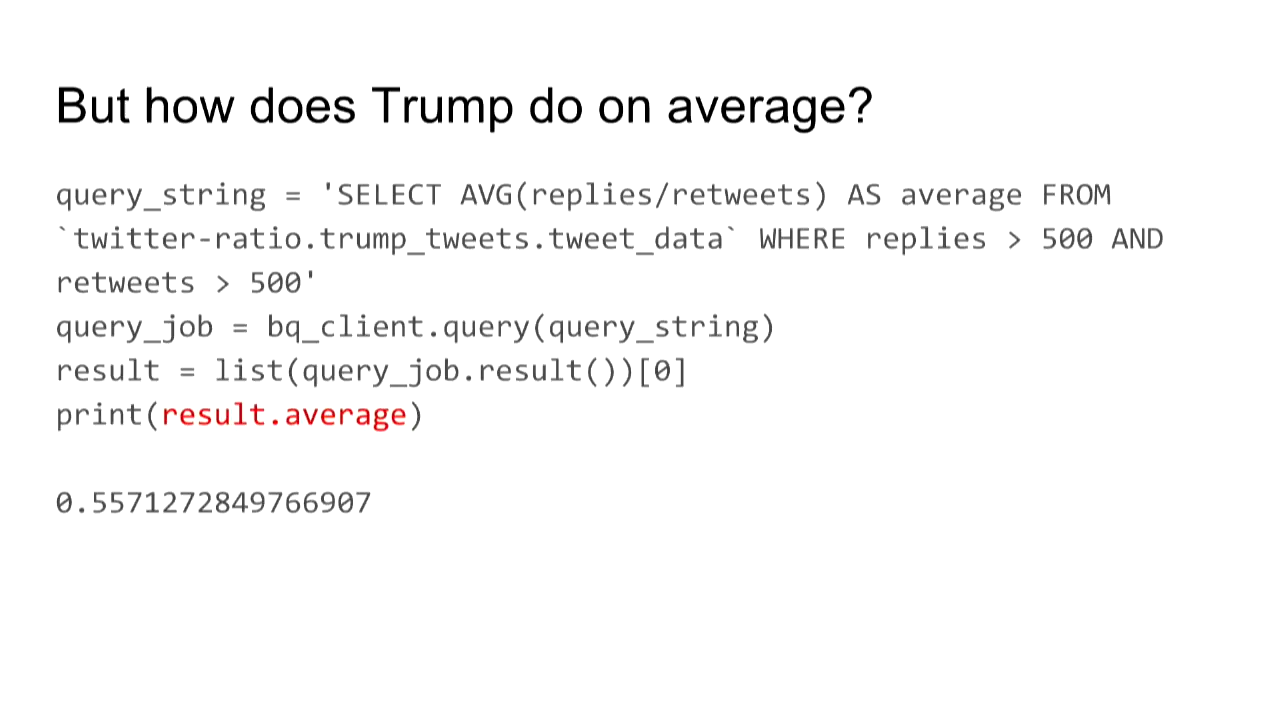 But how does Trump do on average?
query_string = 'SELECT AVG(replies/retweets) AS average FROM
`twitter-ratio.trump_tweets.tweet_data` WHERE replies > 500 AND
retweets > 500'
query_job = bq_client.query(query_string)
result = list(query_job.result())[0]
print(result.average)
0.5571272849766907